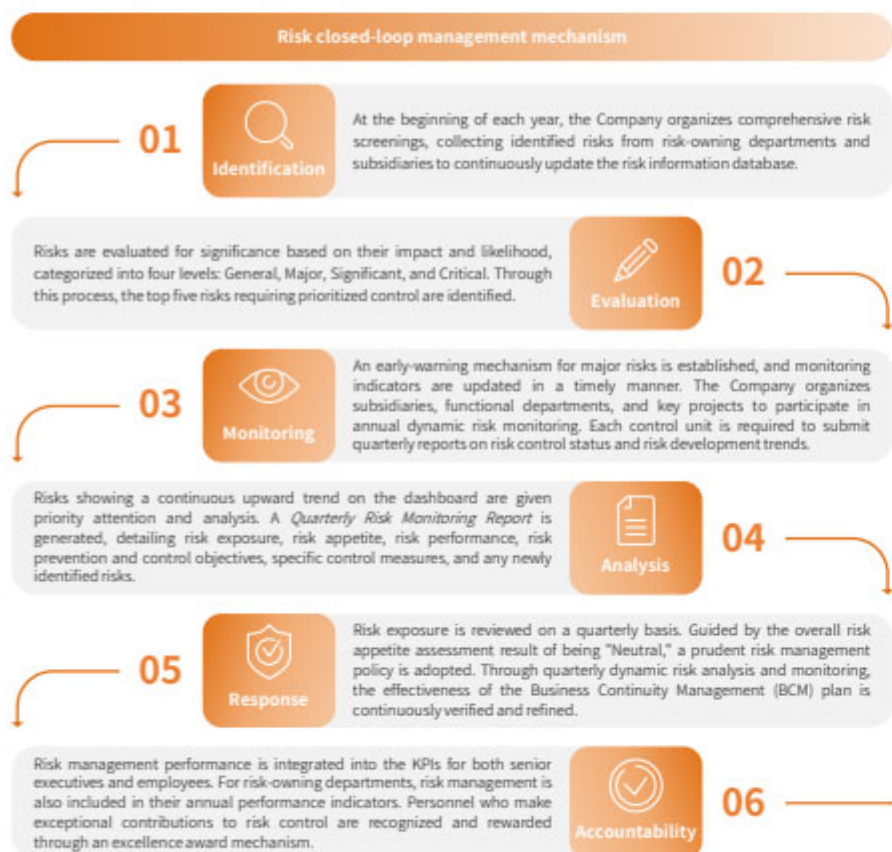 Risk closed-loop management mechanism
01
Identification
At the beginning of each year, the Company organizes comprehensive risk
screenings, collecting identified risks from risk-owning departments and
subsidiaries to continuously update the risk information database.
Risks are evaluated for significance based on their impact and likelihood,
categorized into four levels: General, Major, Significant, and Critical. Through
this process, the top five risks requiring prioritized control are identified.
Evaluation
02
03
Monitoring
An early-warning mechanism for major risks is established, and monitoring
indicators are updated in a timely manner. The Company organizes
subsidiaries, functional departments, and key projects to participate in
annual dynamic risk monitoring. Each control unit is required to submit
quarterly reports on risk control status and risk development trends.
Risks showing a continuous upward trend on the dashboard are given
priority attention and analysis. A Quarterly Risk Monitoring Report is
generated, detailing risk exposure, risk appetite, risk performance, risk
prevention and control objectives, specific control measures, and any newly
identified risks.
Analysis
04
05
Response
Risk exposure is reviewed on a quarterly basis. Guided by the overall risk
appetite assessment result of being "Neutral," a prudent risk management
policy is adopted. Through quarterly dynamic risk analysis and monitoring,
the effectiveness of the Business Continuity Management (BCM) plan is
continuously verified and refined.
Risk management performance is integrated into the KPIs for both senior
executives and employees. For risk-owning departments, risk management is
also included in their annual performance indicators. Personnel who make
exceptional contributions to risk control are recognized and rewarded
through an excellence award mechanism.
Accountability
06